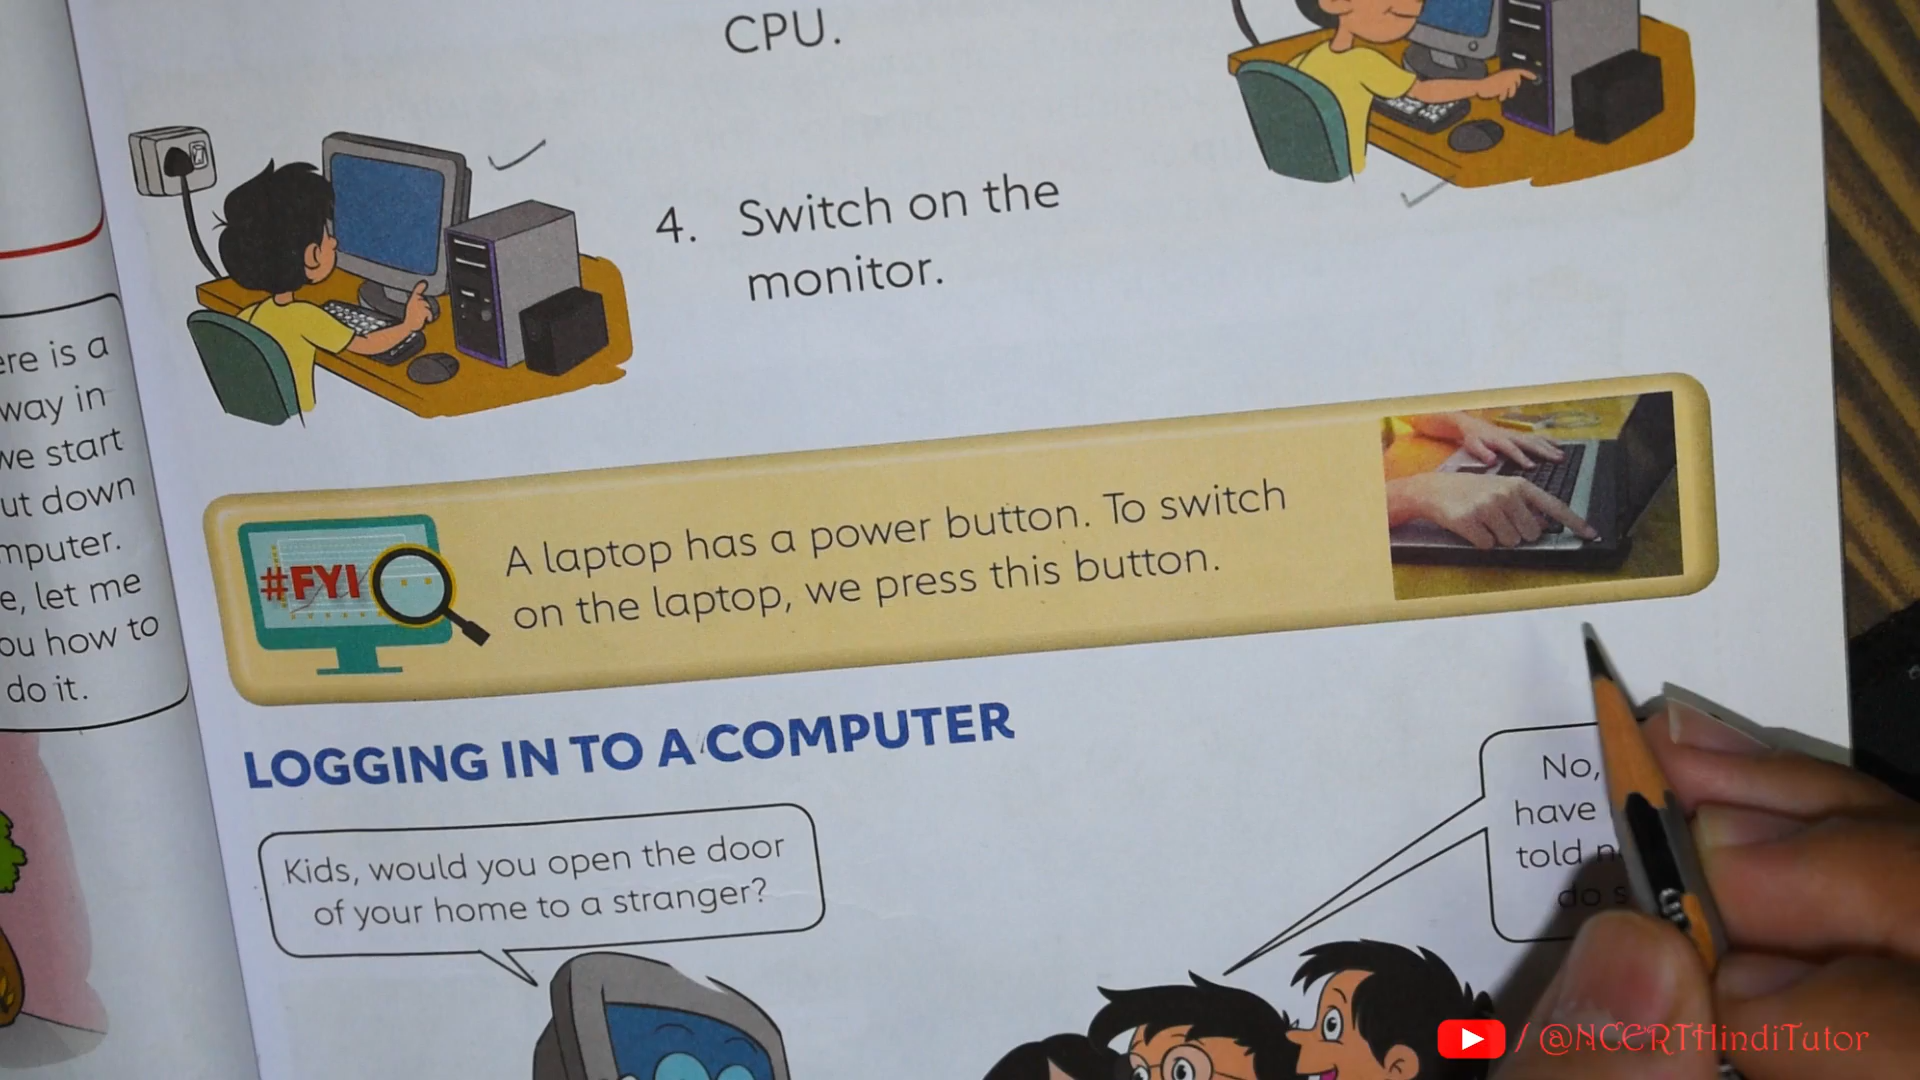 CPU.
4. Switch on the
monitor.
ere is a
way in
we start
ut down
mputer.
e, let me
ou how to
do it.
#FYI
A laptop has a power button. To switch
on the laptop, we press this button.
LOGGING IN TO A COMPUTER
Kids, would you open the door
of your home to a stranger?
No,
have
told
do s
/ @NCERTHindiTutor